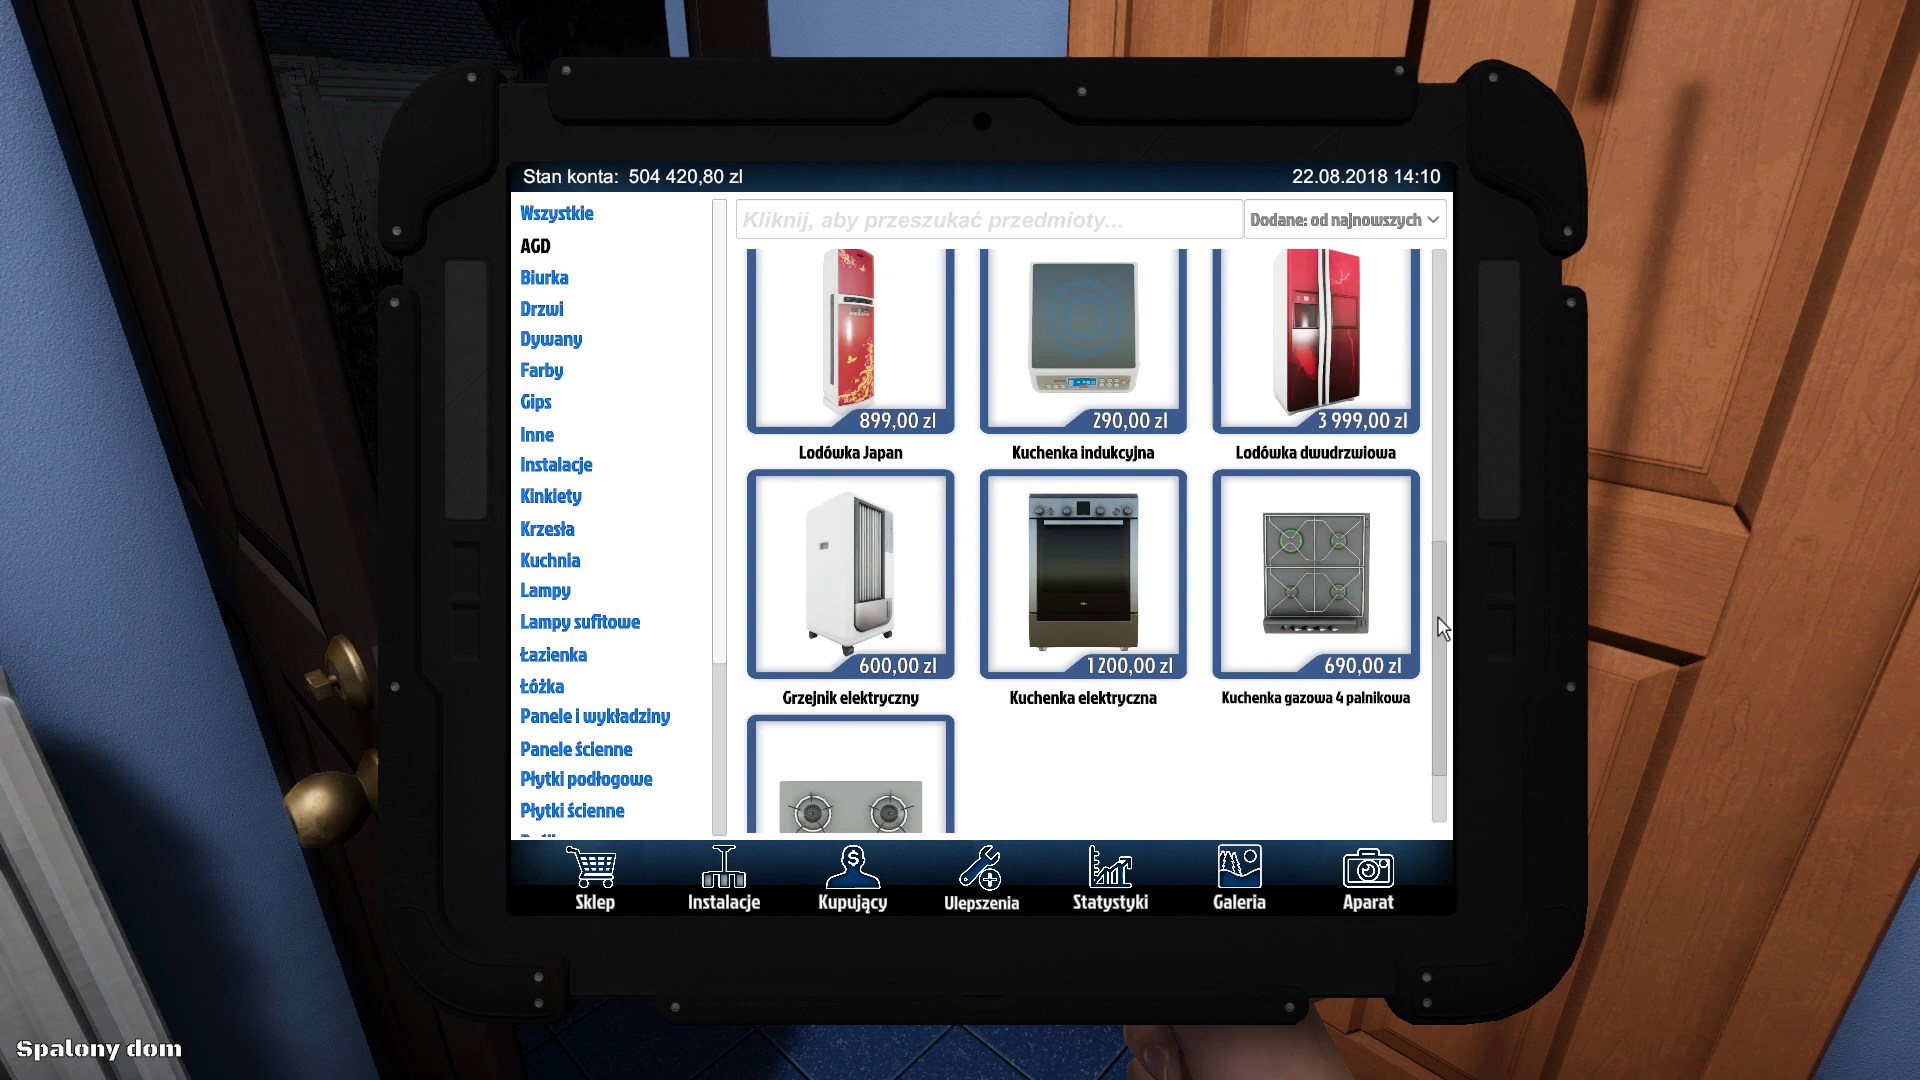 Stan konta: 504 420,80 zl
22.08.2018 14:10
Wszystkie
AGD
Biurka
Drzwi
Dywany
Farby
Gips
Inne
Instalacje
Kinkiety
Krzesła
Kuchnia
Lampy
Lampy sufitowe
Łazienka
Łóżka
Panele i wykładziny
Panele ścienne
Płytki podłogowe
Płytki ścienne
Kliknij, aby przeszukać przedmioty...
Dodane: od najnowszych
899,00 zl
290,00 zl
3 999,00 zl
Lodówka Japan
Kuchenka indukcyjna
Lodówka dwudrzwiowa
600,00 zl
1 200,00 zl
690,00 zl
Grzejnik elektryczny
Kuchenka elektryczna
Kuchenka gazowa 4 palnikowa
Sklep
Instalacje
Kupujący
Ulepszenia
Statystyki
Galeria
Aparat
Spalony dom